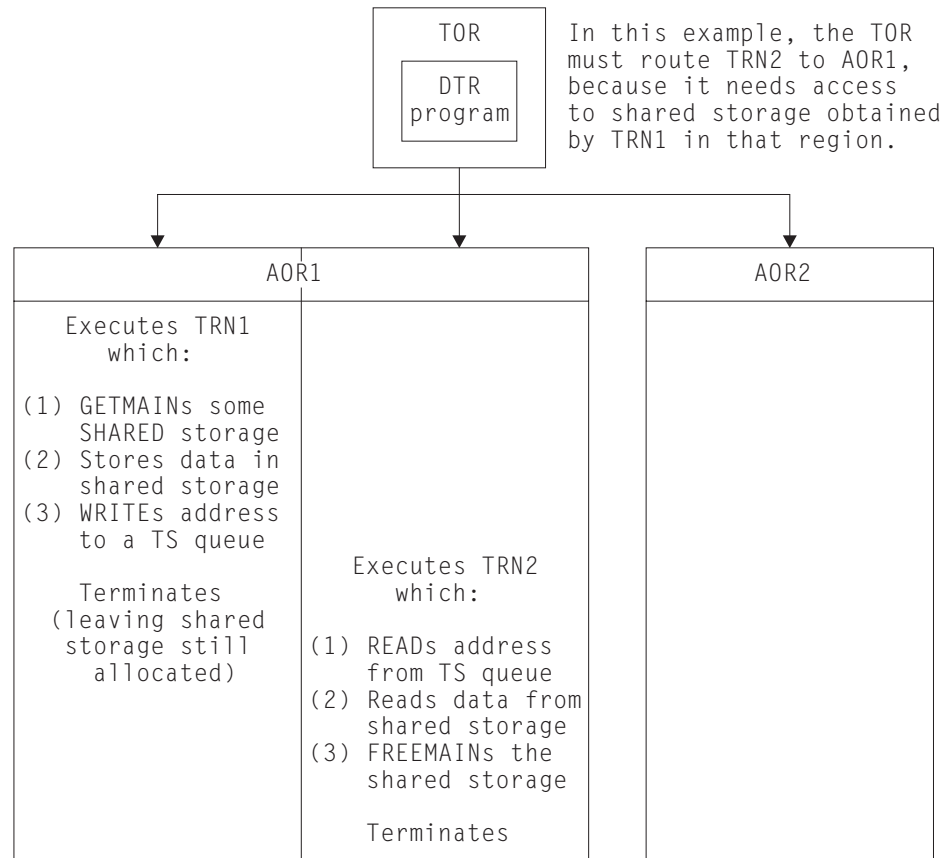 TOR
DTR
program
In this example, the TOR
must route TRN2 to AOR1,
because it needs access
to shared storage obtained
by TRN1 in that region.
AOR1
Executes TRN1
which:
(1) GETMAINs some
SHARED storage
(2) Stores data in
shared storage
(3) WRITEs address
to a TS queue
Terminates
(leaving shared
storage still
allocated)
Executes TRN2
which:
(1) READs address
from TS queue
(2) Reads data from
shared storage
(3) FREEMAINs the
shared storage
Terminates
AOR2